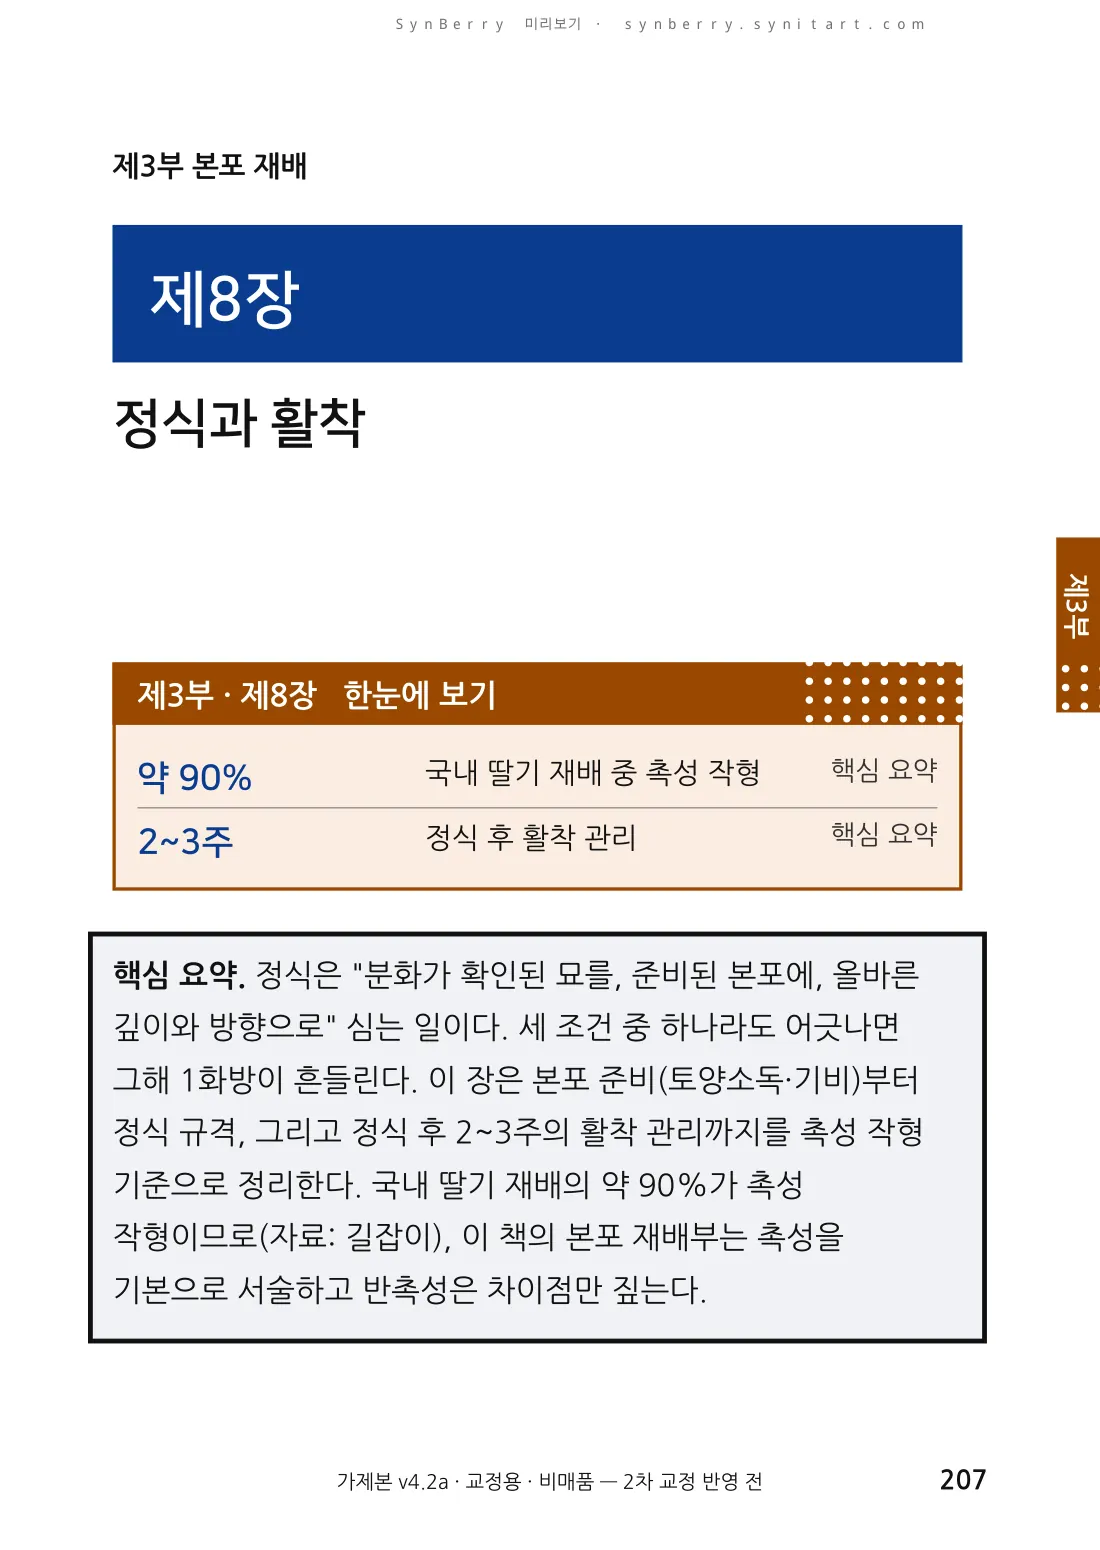 SynBerry 미리보기 · synberry.synitart.com
제3부 본포 재배
제8장
정식과 활착
제3부
제3부 · 제8장 한눈에 보기
약 90% 국내 딸기 재배 중 촉성 작형 핵심 요약
2~3주 정식 후 활착 관리 핵심 요약
핵심 요약. 정식은 "분화가 확인된 묘를, 준비된 본포에, 올바른
깊이와 방향으로" 심는 일이다. 세 조건 중 하나라도 어긋나면
그해 1화방이 흔들린다. 이 장은 본포 준비(토양소독·기비)부터
정식 규격, 그리고 정식 후 2~3주의 활착 관리까지를 촉성 작형
기준으로 정리한다. 국내 딸기 재배의 약 90%가 촉성
작형이므로(자료: 길잡이), 이 책의 본포 재배부는 촉성을
기본으로 서술하고 반촉성은 차이점만 짚는다.
가제본 v4.2a · 교정용 · 비매품 — 2차 교정 반영 전
207